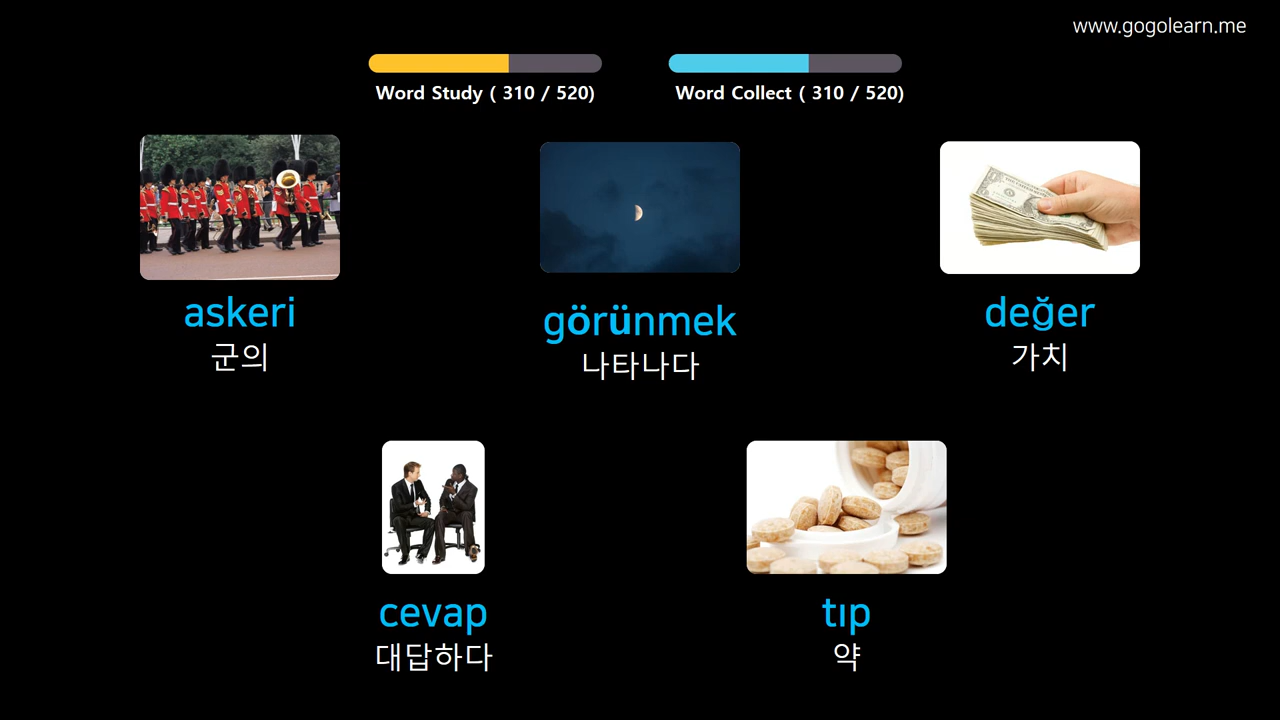 www.gogolearn.me
Word Study ( 310 / 520)
Word Collect ( 310 / 520)
askeri
군의
görünmek
나타나다
değer
가치
cevap
대답하다
tıp
약